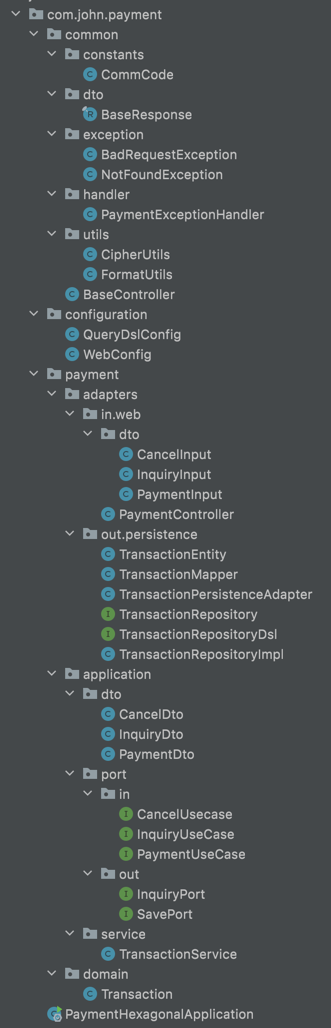 com.john.payment
common
constants
CommCode
dto
BaseResponse
exception
BadRequestException
NotFoundException
handler
PaymentExceptionHandler
utils
CipherUtils
FormatUtils
BaseController
configuration
QueryDslConfig
WebConfig
payment
adapters
in.web
dto
CancelInput
InquiryInput
PaymentInput
PaymentController
out.persistence
TransactionEntity
TransactionMapper
TransactionPersistenceAdapter
TransactionRepository
TransactionRepositoryDsl
TransactionRepositoryImpl
application
dto
CancelDto
InquiryDto
PaymentDto
port
in
CancelUsecase
InquiryUseCase
PaymentUseCase
out
InquiryPort
SavePort
service
TransactionService
domain
Transaction
PaymentHexagonalApplication